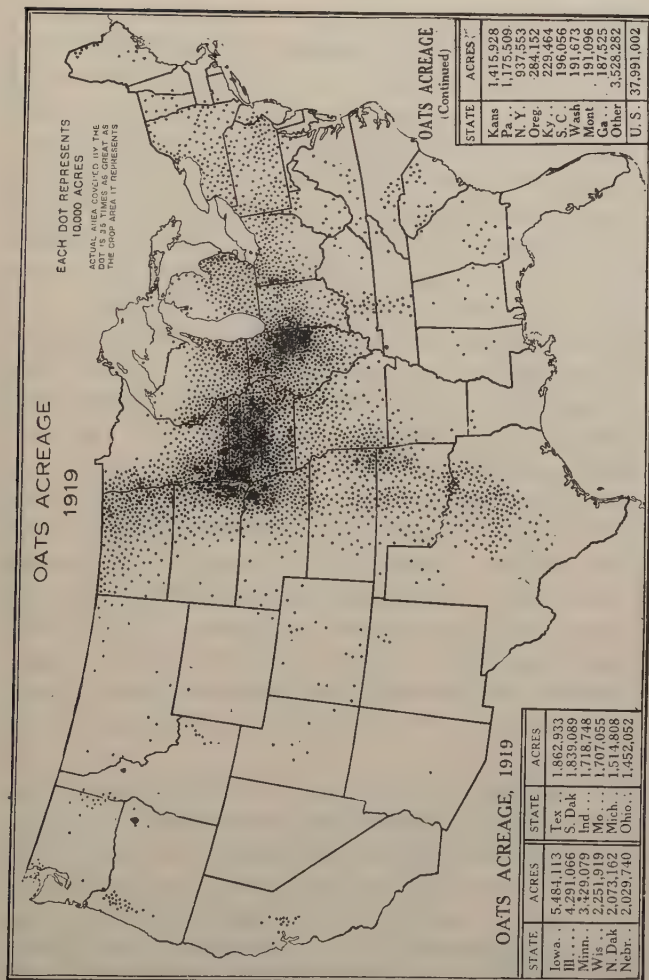 OATS ACREAGE
1919
EACH DOT REPRESENTS
10,000 ACRES
ACTUAL AREA COVERED BY THE
DOT IS 36 TIMES AS GREAT AS
THE CROP AREA IT REPRESENTS
OATS ACREAGE, 1919
STATE ACRES STATE ACRES
Iowa.. 5,484,113 Tex... 1,862,933
Ill..... 4,291,066 S. Dak 1,839,089
Minn.. 3,429,079 Ind.... 1,718,748
Wis... 2,251,919 Mo.... 1,707,055
N. Dak 2,073,162 Mich.. 1,514,808
Nebr.. 2,029,740 Ohio.. 1,452,052
OATS ACREAGE
(Continued)
STATE ACRES
Kans 1,415,928
Pa... 1,175,509
N. Y. 937,553
Oreg. 284,152
Ky... 229,464
S. C. 196,056
Wash 191,673
Mont 191,096
Ga... 187,525
Other 3,528,282
U. S. 37,991,002